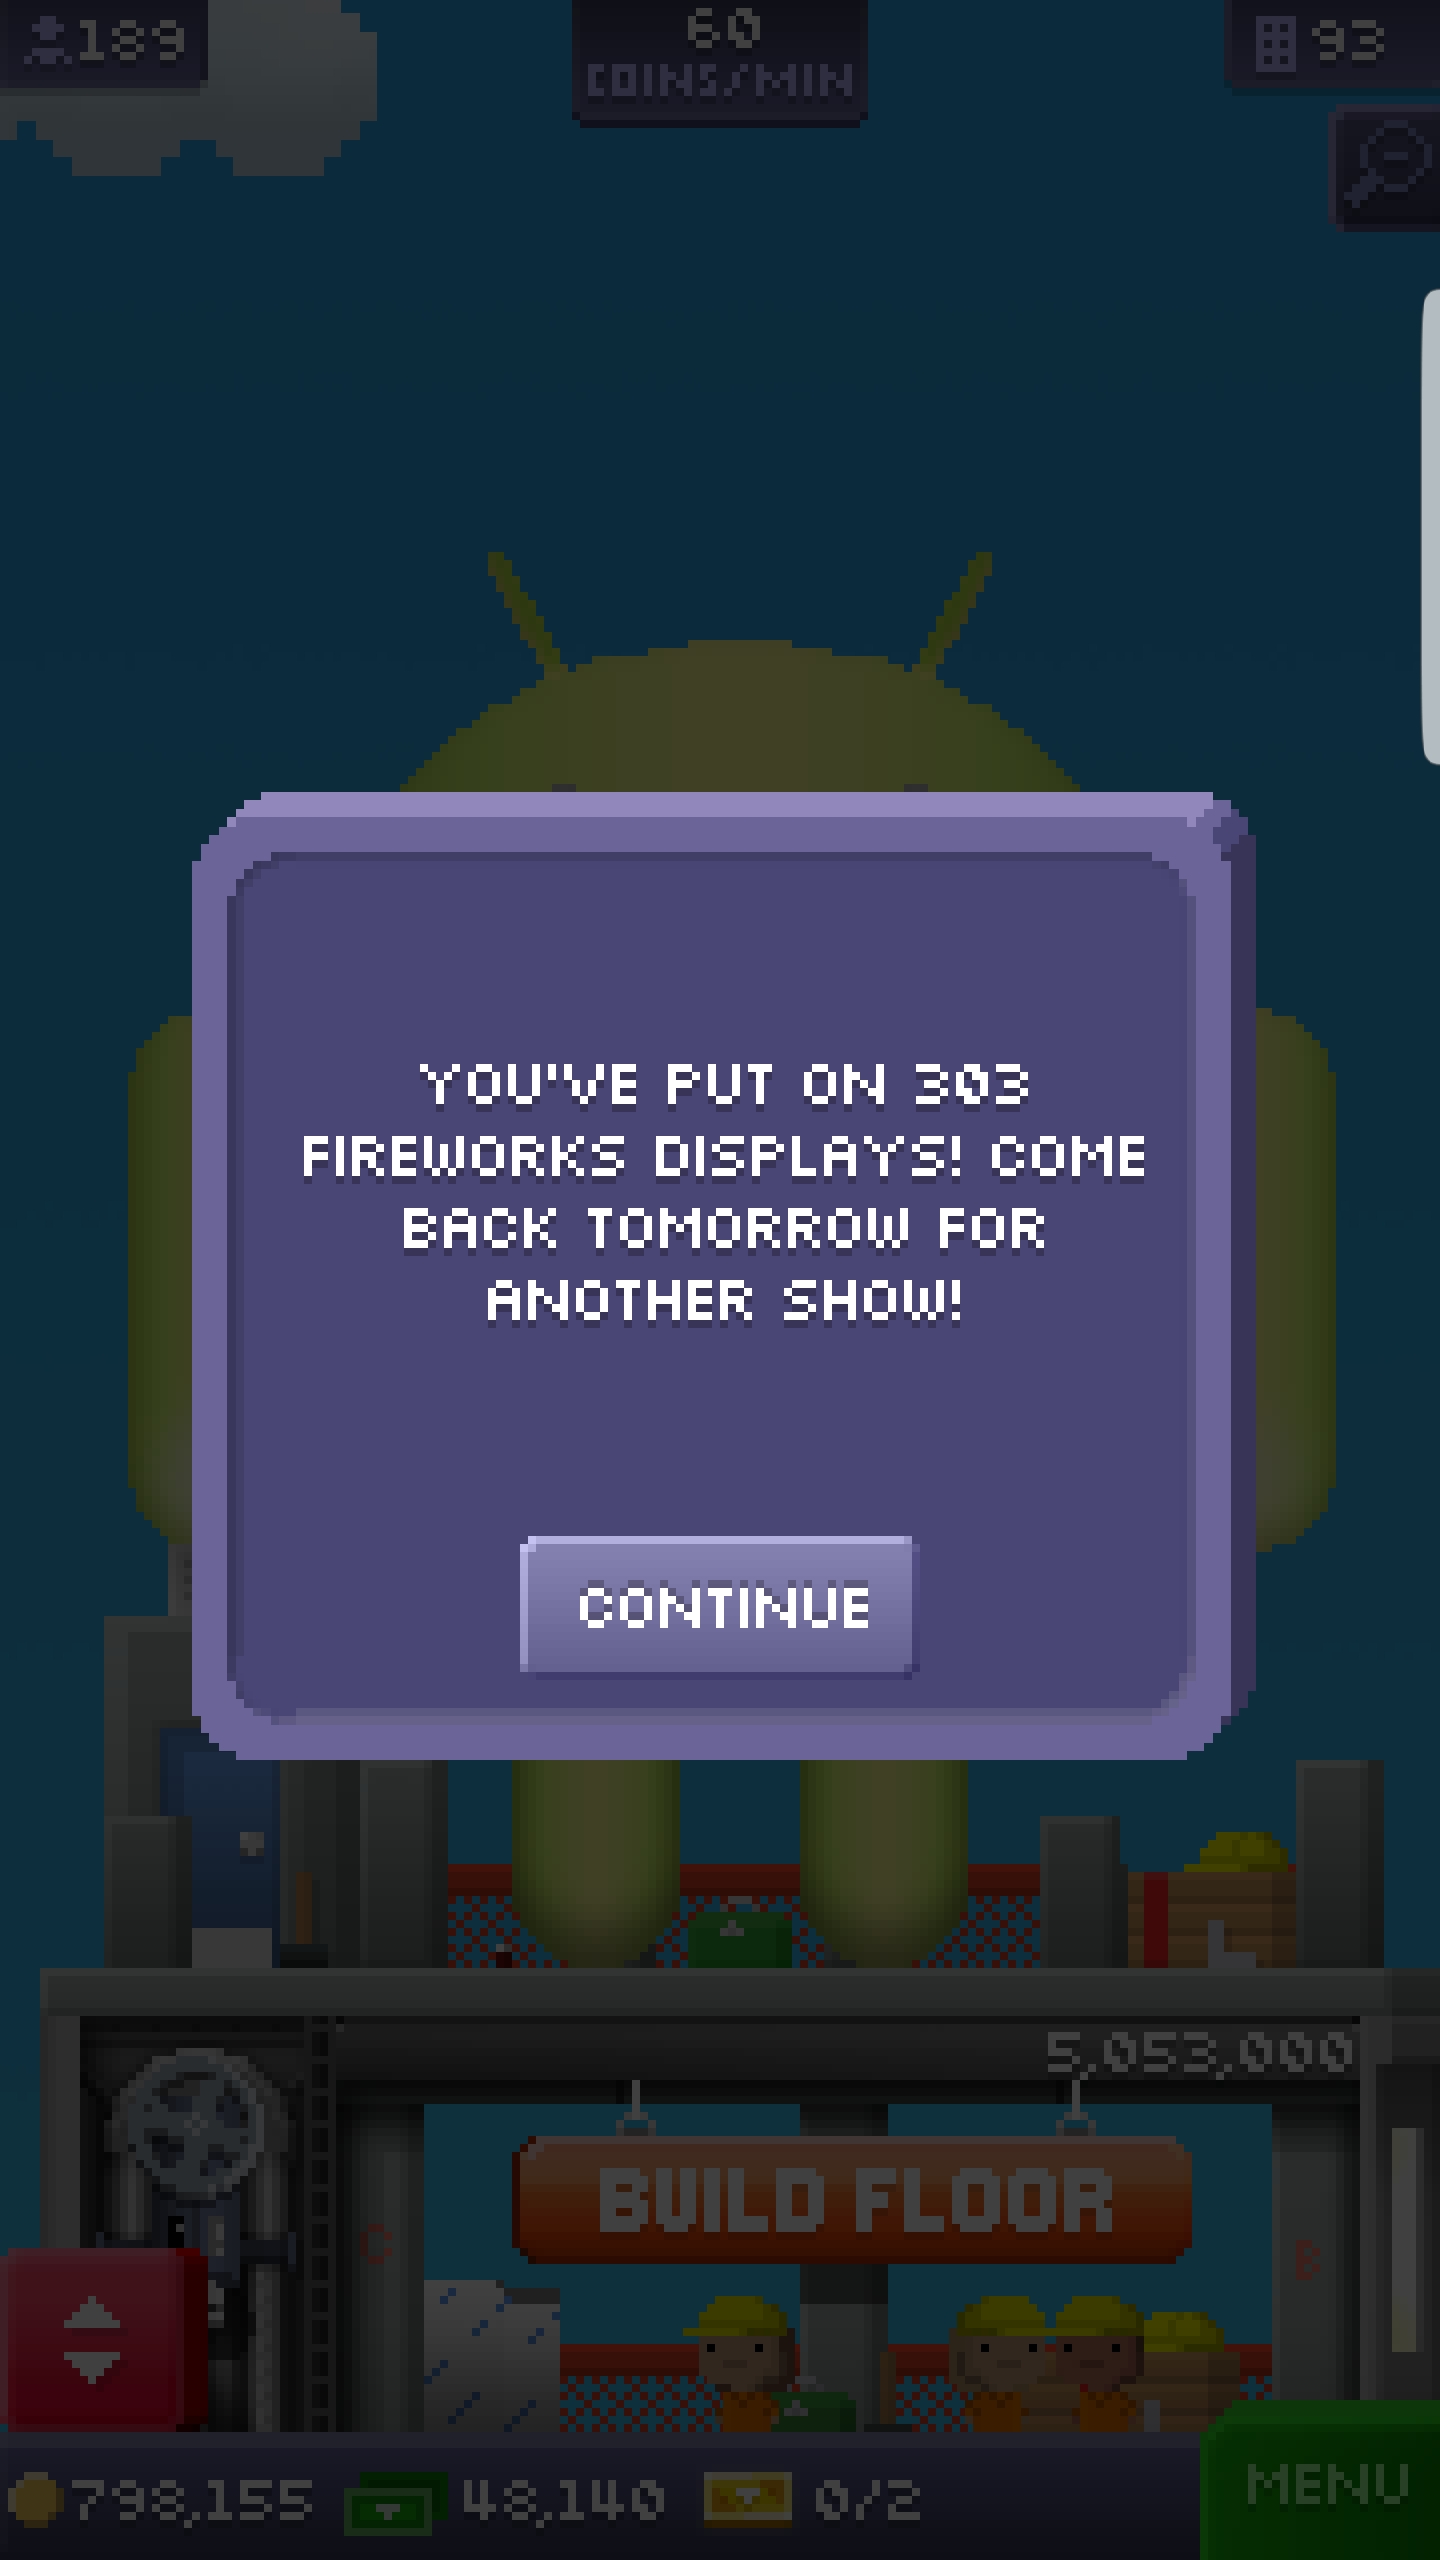 189
60
COINS/MIN
93
YOU'VE PUT ON 303
FIREWORKS DISPLAYS! COME
BACK TOMORROW FOR
ANOTHER SHOW!
CONTINUE
5,053,000
BUILD FLOOR
C
B
798,155
48,140
0/2
MENU